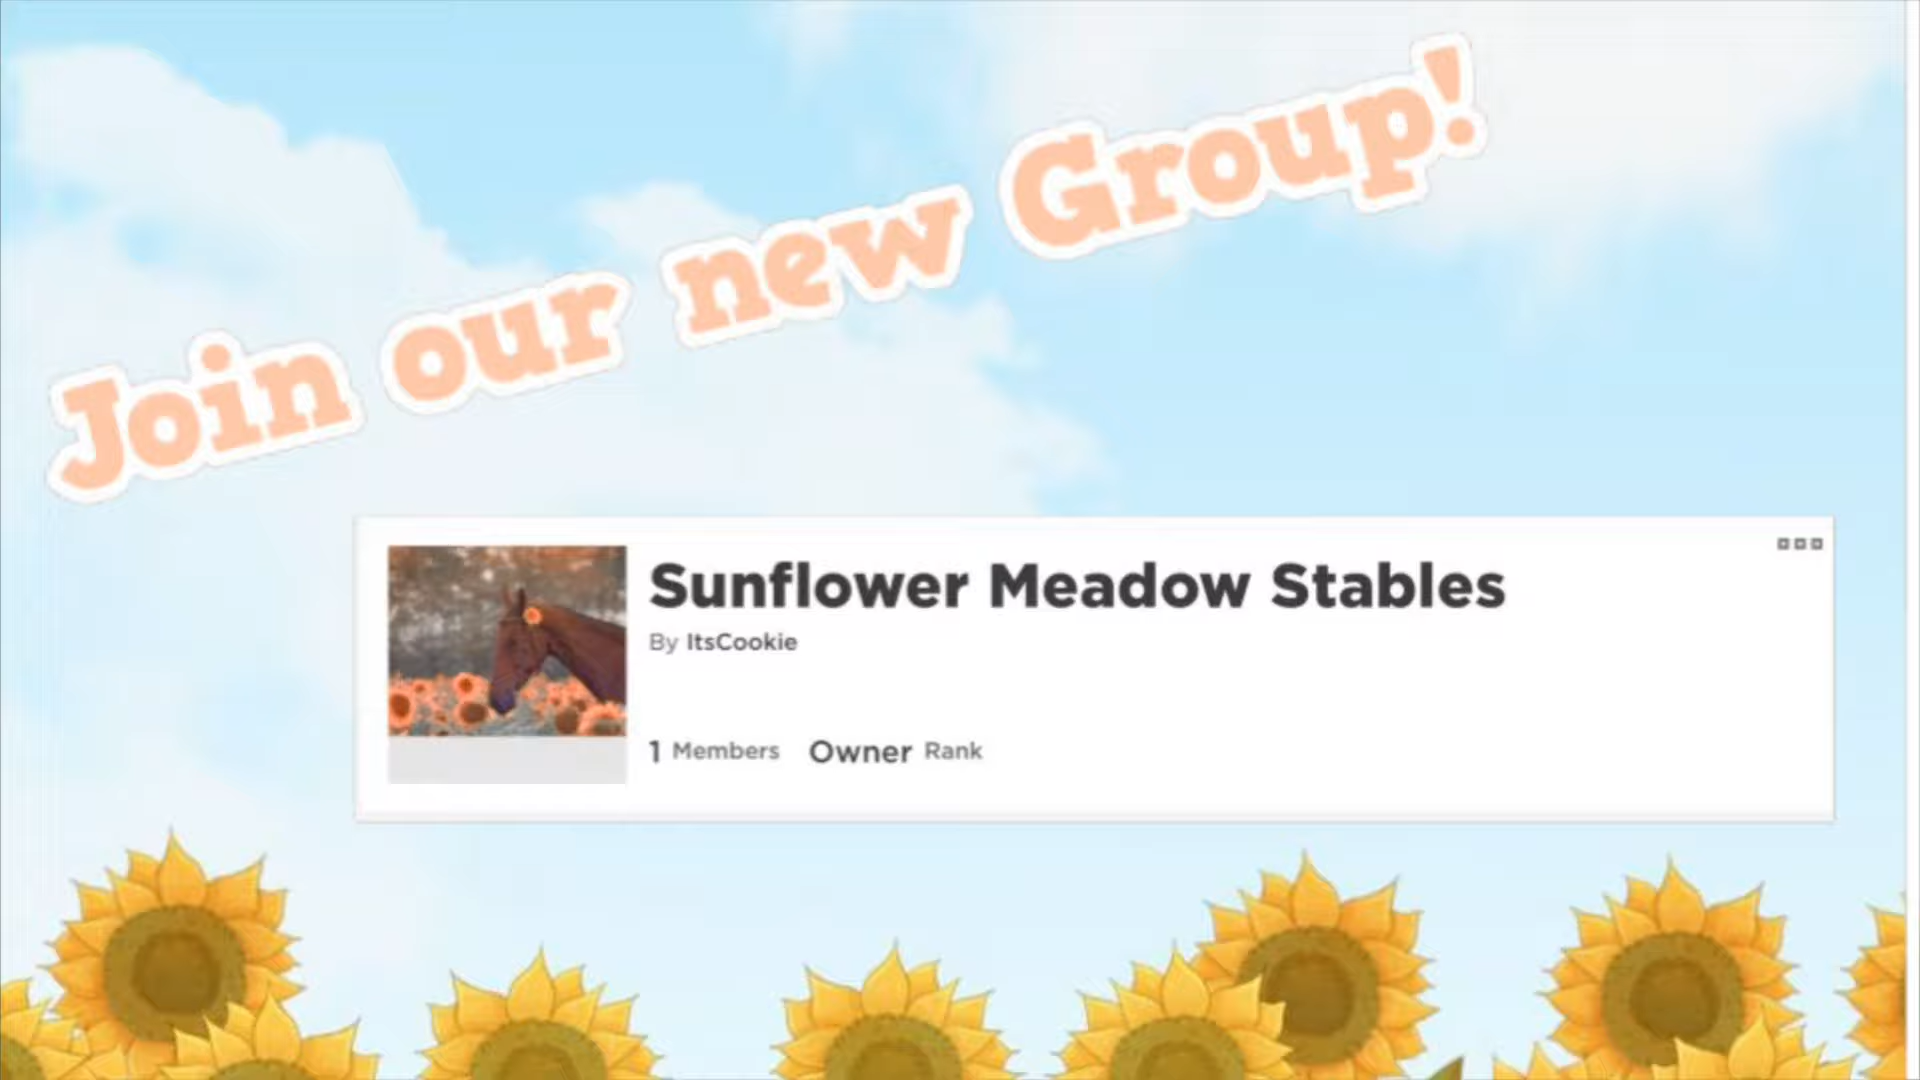 Join our new Group!
Sunflower Meadow Stables
By ItsCookie
1 Members Owner Rank